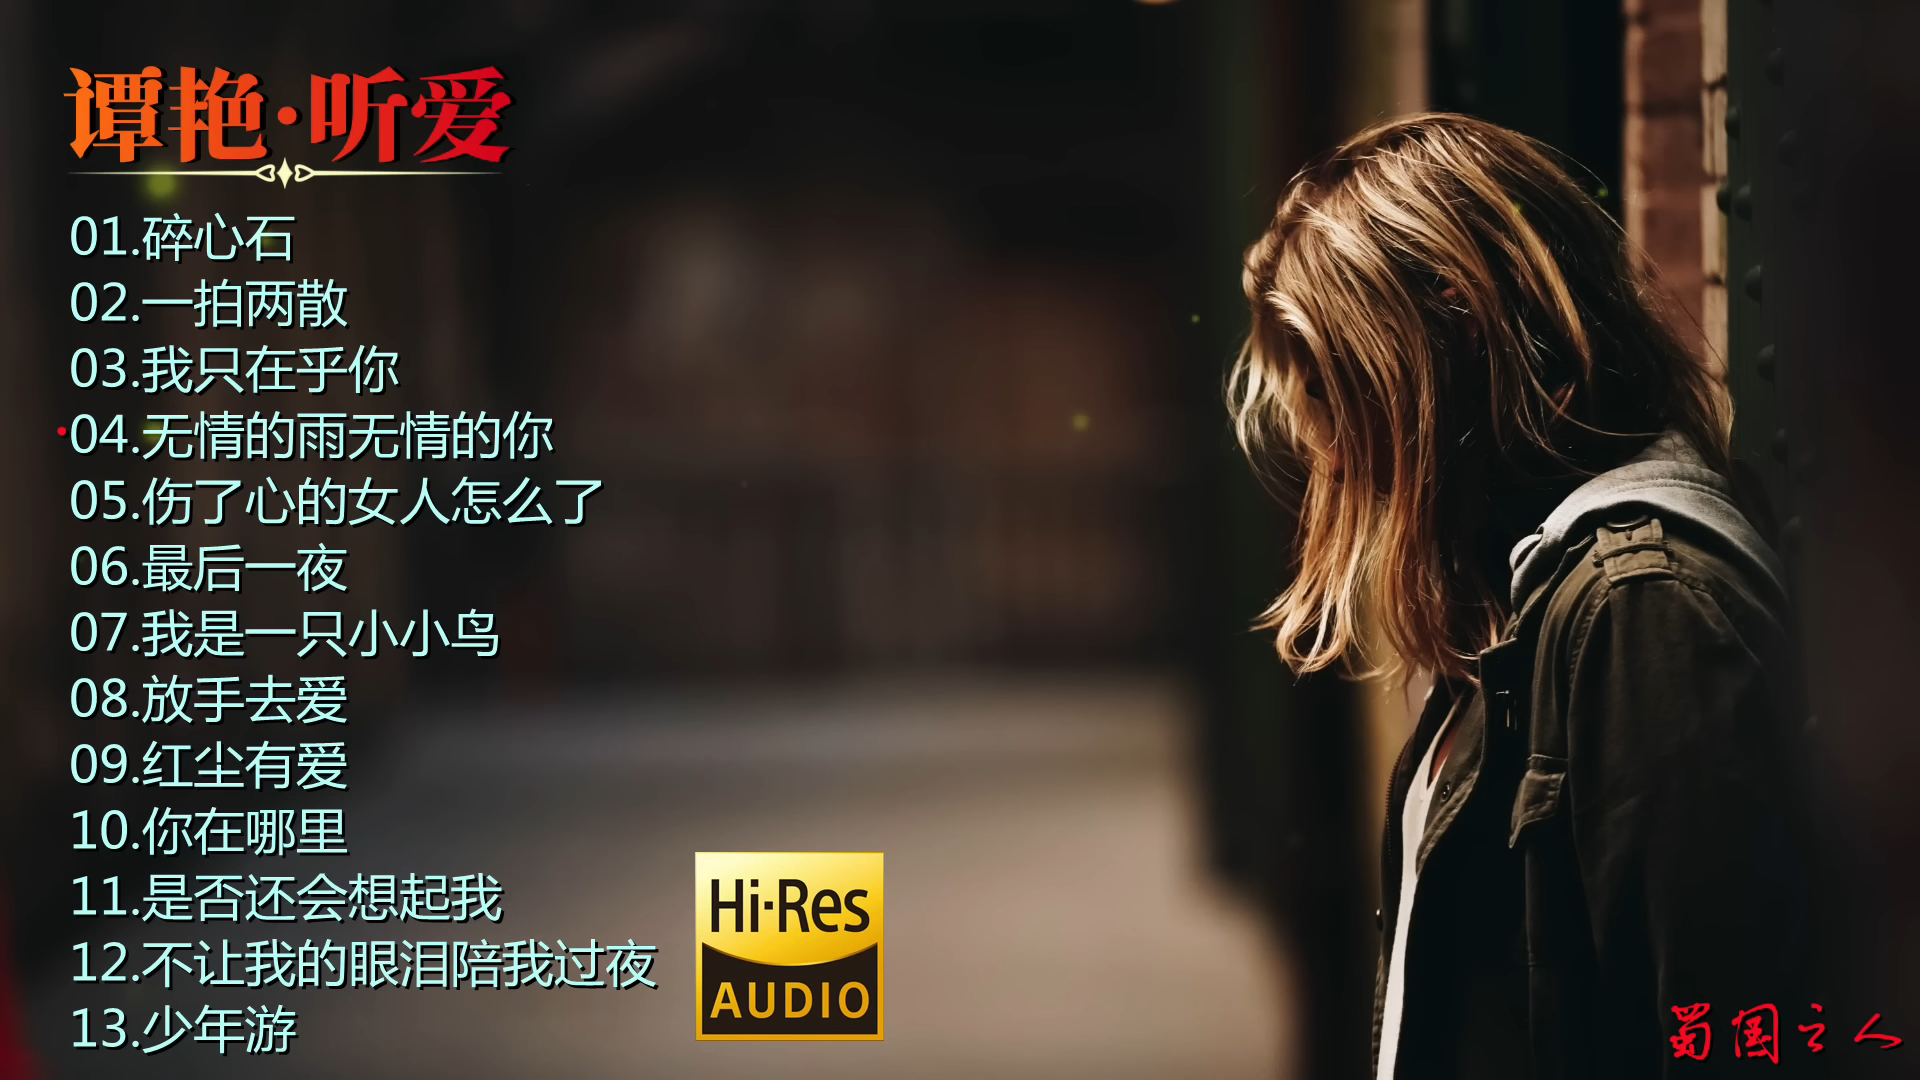 谭艳·听爱
01.碎心石
02.一拍两散
03.我只在乎你
04.无情的雨无情的你
05.伤了心的女人怎么了
06.最后一夜
07.我是一只小小鸟
08.放手去爱
09.红尘有爱
10.你在哪里
11.是否还会想起我
12.不让我的眼泪陪我过夜
13.少年游
Hi-Res
AUDIO
蜀国之人